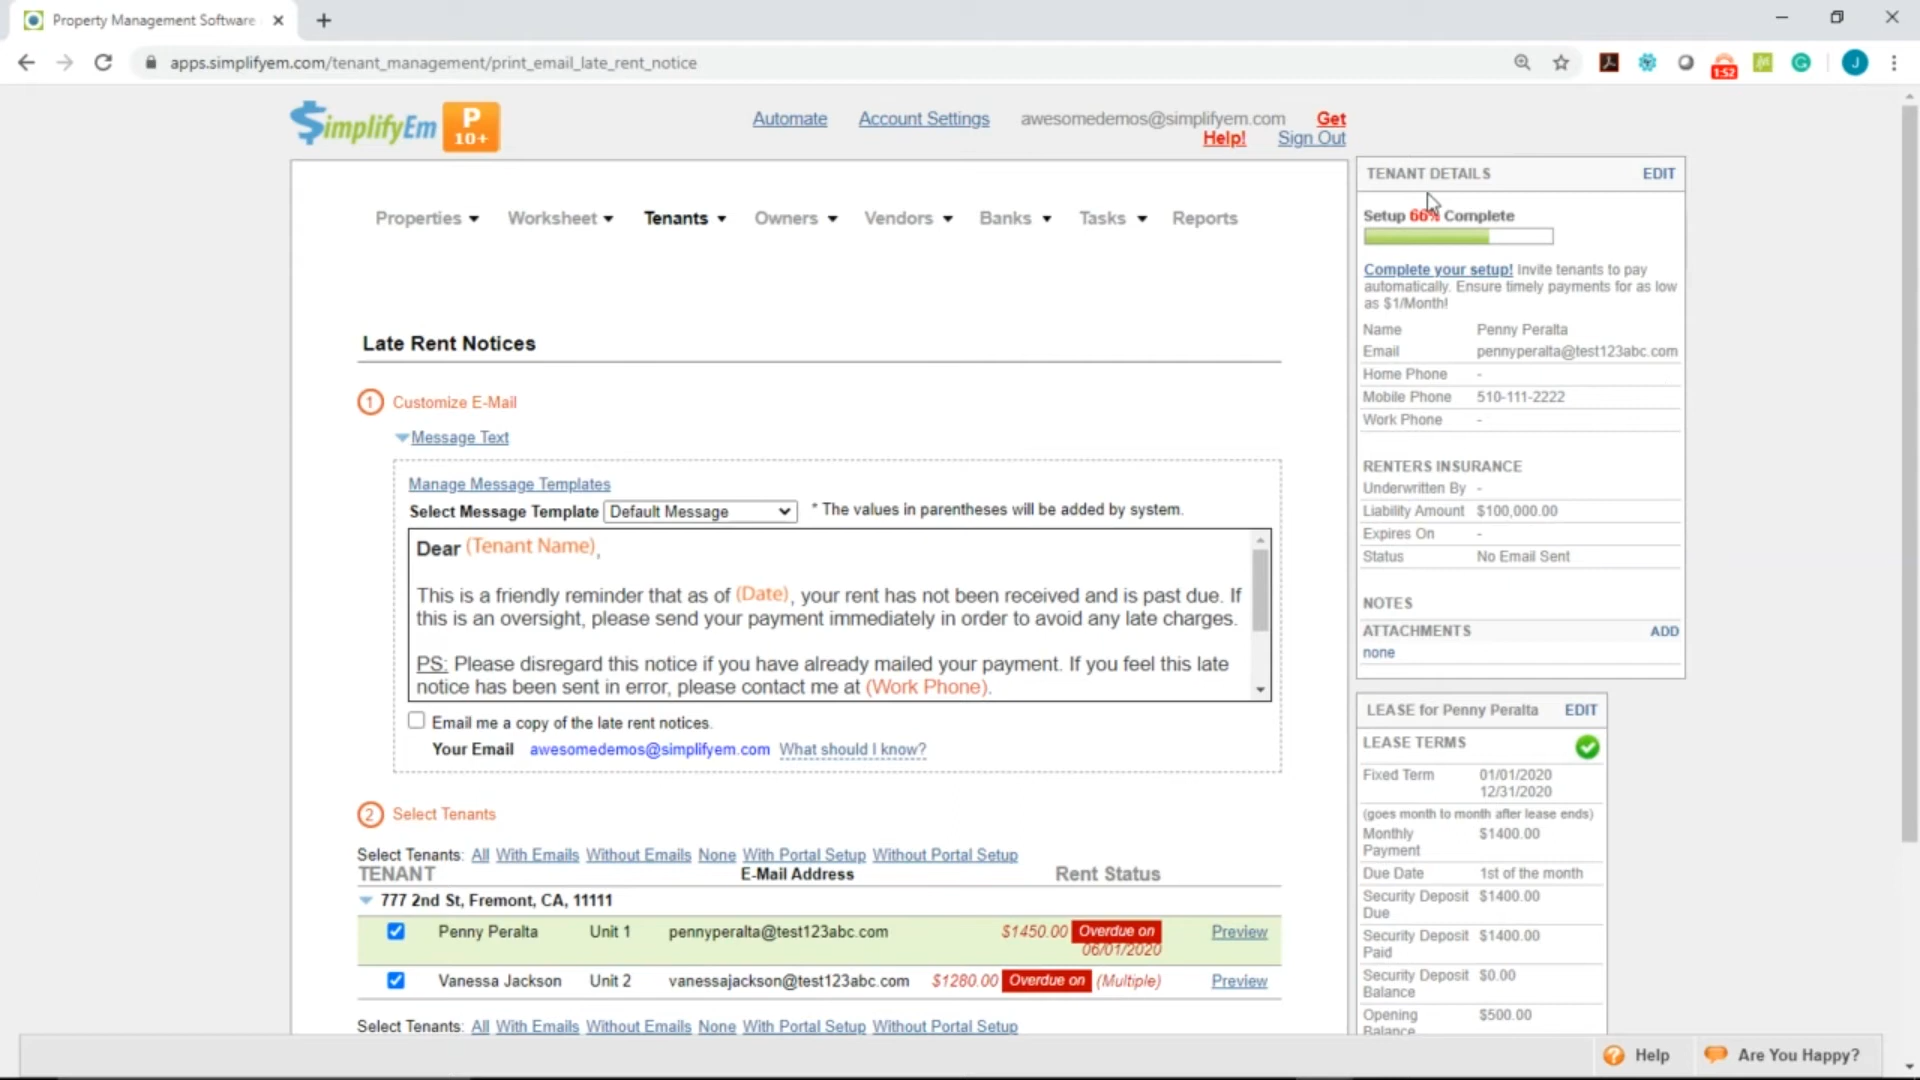 Property Management Software
apps.simplifyem.com/tenant_management/print_email_late_rent_notice
1:52
J
$implifyEm
P
10+
Automate
Account Settings
awesomedemos@simplifyem.com
Get
Help!
Sign Out
Properties
Worksheet
Tenants
Owners
Vendors
Banks
Tasks
Reports
Late Rent Notices
1 Customize E-Mail
Message Text
Manage Message Templates
Select Message Template Default Message * The values in parentheses will be added by system.
Dear (Tenant Name),
This is a friendly reminder that as of (Date), your rent has not been received and is past due. If
this is an oversight, please send your payment immediately in order to avoid any late charges.
PS: Please disregard this notice if you have already mailed your payment. If you feel this late
notice has been sent in error, please contact me at (Work Phone).
Email me a copy of the late rent notices.
Your Email awesomedemos@simplifyem.com What should I know?
2 Select Tenants
Select Tenants: All With Emails Without Emails None With Portal Setup Without Portal Setup
TENANT E-Mail Address Rent Status
777 2nd St, Fremont, CA, 11111
Penny Peralta Unit 1 pennyperalta@test123abc.com $1450.00 Overdue on
06/01/2020
Preview
Vanessa Jackson Unit 2 vanessajackson@test123abc.com $1280.00 Overdue on (Multiple) Preview
Select Tenants: All With Emails Without Emails None With Portal Setup Without Portal Setup
TENANT DETAILS EDIT
Setup 66% Complete
Complete your setup! Invite tenants to pay
automatically. Ensure timely payments for as low
as $1/Month!
Name Penny Peralta
Email pennyperalta@test123abc.com
Home Phone -
Mobile Phone 510-111-2222
Work Phone -
RENTERS INSURANCE
Underwritten By -
Liability Amount $100,000.00
Expires On -
Status No Email Sent
NOTES
ATTACHMENTS ADD
none
LEASE for Penny Peralta EDIT
LEASE TERMS
Fixed Term 01/01/2020
12/31/2020
(goes month to month after lease ends)
Monthly $1400.00
Payment
Due Date 1st of the month
Security Deposit $1400.00
Due
Security Deposit $1400.00
Paid
Security Deposit $0.00
Balance
Opening $500.00
Balance
Help
Are You Happy?